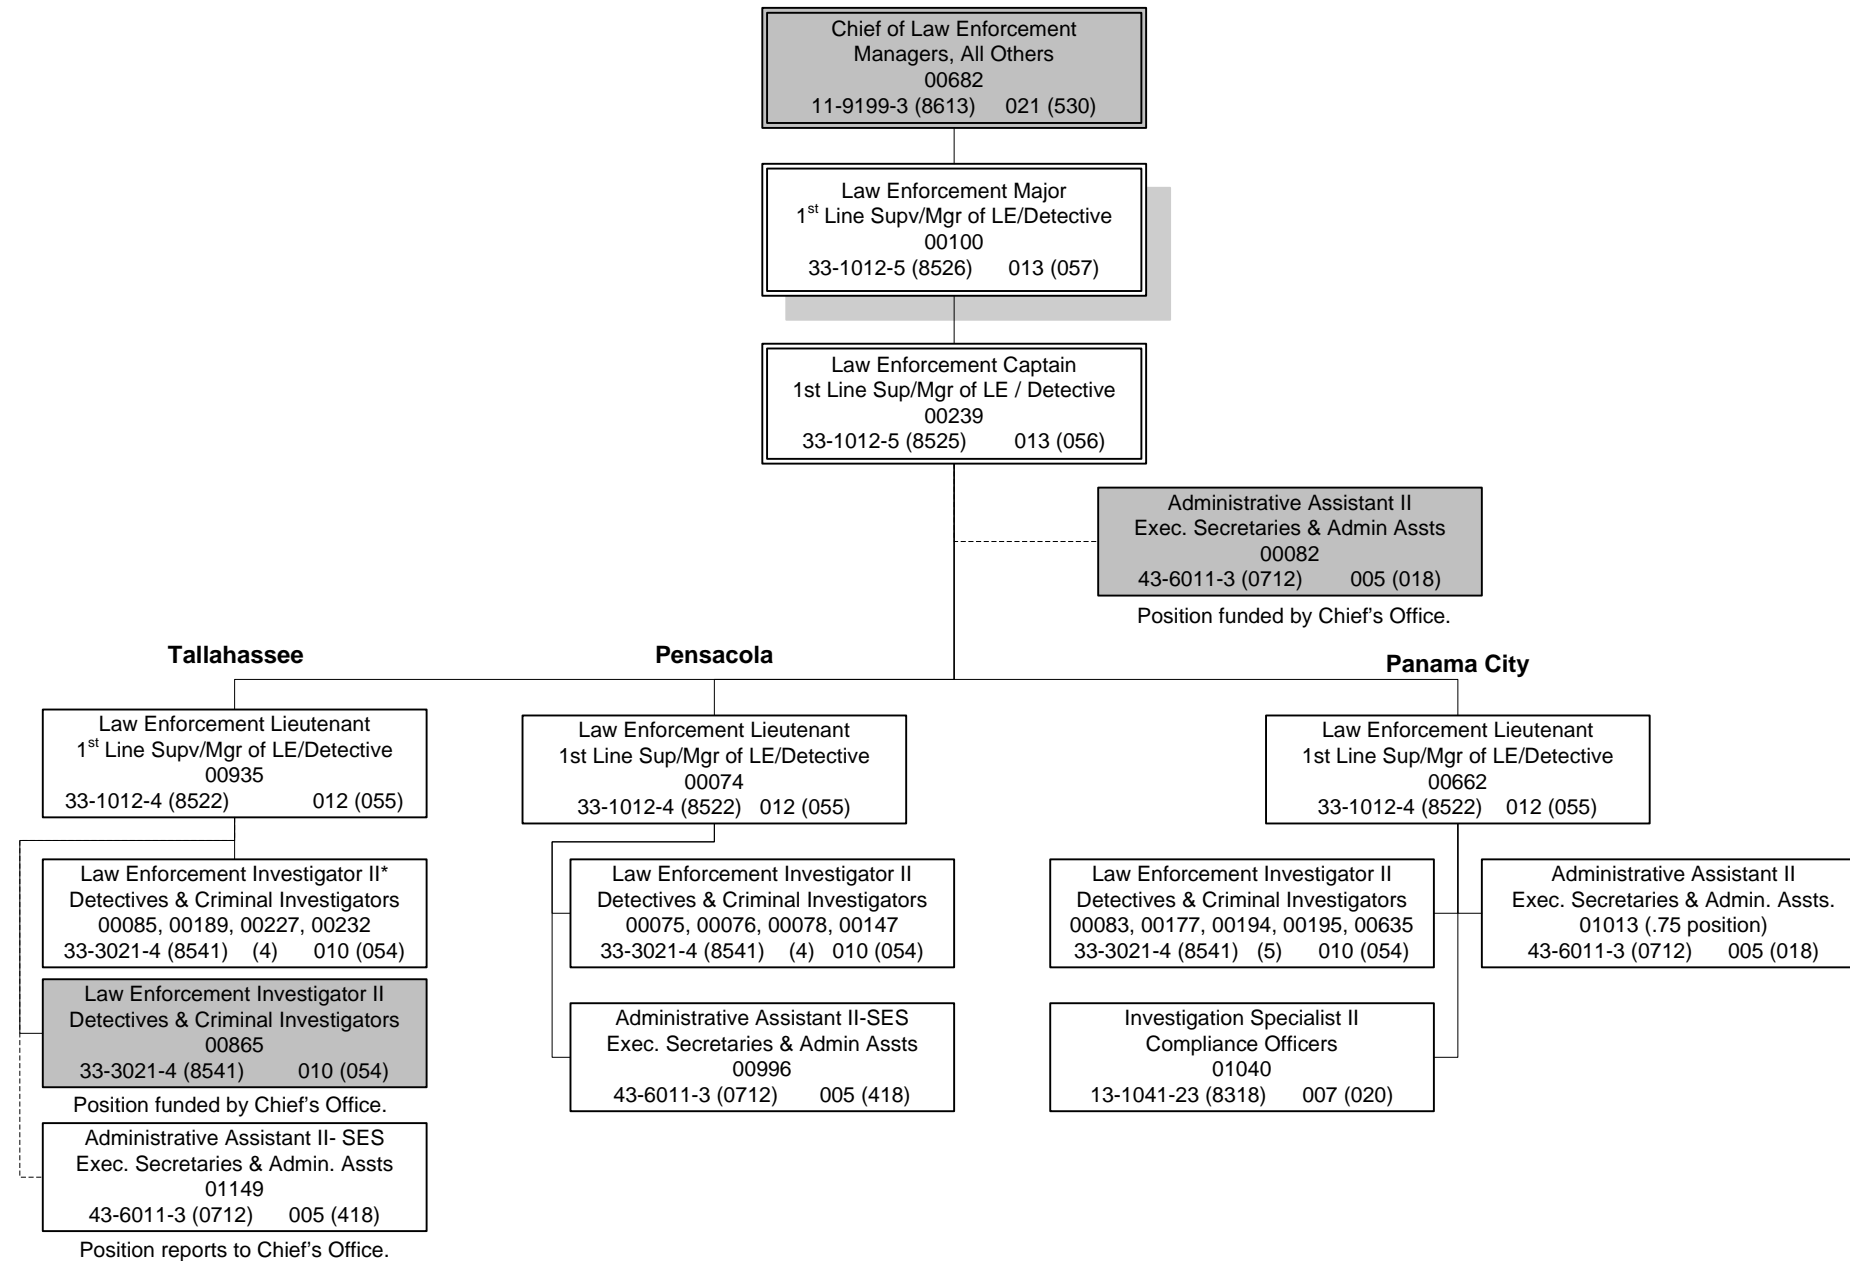 Chief of Law Enforcement
Managers, All Others
00682
11-9199-3 (8613) 021 (530)
Law Enforcement Major
1st Line Supv/Mgr of LE/Detective
00100
33-1012-5 (8526) 013 (057)
Law Enforcement Captain
1st Line Sup/Mgr of LE / Detective
00239
33-1012-5 (8525) 013 (056)
Administrative Assistant II
Exec. Secretaries & Admin Assts
00082
43-6011-3 (0712) 005 (018)
Position funded by Chief's Office.
Tallahassee
Law Enforcement Lieutenant
1st Line Supv/Mgr of LE/Detective
00935
33-1012-4 (8522) 012 (055)
Law Enforcement Investigator II*
Detectives & Criminal Investigators
00085, 00189, 00227, 00232
33-3021-4 (8541) (4) 010 (054)
Law Enforcement Investigator II
Detectives & Criminal Investigators
00865
33-3021-4 (8541) 010 (054)
Position funded by Chief's Office.
Administrative Assistant II- SES
Exec. Secretaries & Admin. Assts
01149
43-6011-3 (0712) 005 (418)
Position reports to Chief's Office.
Pensacola
Law Enforcement Lieutenant
1st Line Sup/Mgr of LE/Detective
00074
33-1012-4 (8522) 012 (055)
Law Enforcement Investigator II
Detectives & Criminal Investigators
00075, 00076, 00078, 00147
33-3021-4 (8541) (4) 010 (054)
Administrative Assistant II-SES
Exec. Secretaries & Admin Assts
00996
43-6011-3 (0712) 005 (418)
Panama City
Law Enforcement Lieutenant
1st Line Sup/Mgr of LE/Detective
00662
33-1012-4 (8522) 012 (055)
Law Enforcement Investigator II
Detectives & Criminal Investigators
00083, 00177, 00194, 00195, 00635
33-3021-4 (8541) (5) 010 (054)
Administrative Assistant II
Exec. Secretaries & Admin. Assts.
01013 (.75 position)
43-6011-3 (0712) 005 (018)
Investigation Specialist II
Compliance Officers
01040
13-1041-23 (8318) 007 (020)